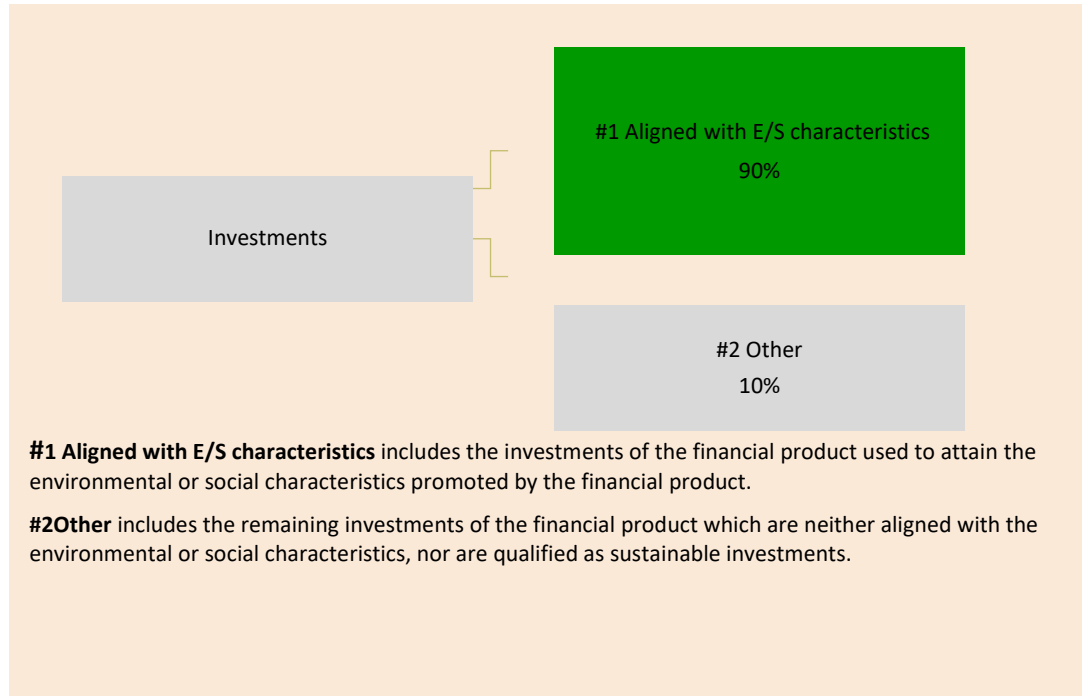 #1 Aligned with E/S characteristics
90%
Investments
#2 Other
10%
#1 Aligned with E/S characteristics includes the investments of the financial product used to attain the
environmental or social characteristics promoted by the financial product.
#2Other includes the remaining investments of the financial product which are neither aligned with the
environmental or social characteristics, nor are qualified as sustainable investments.